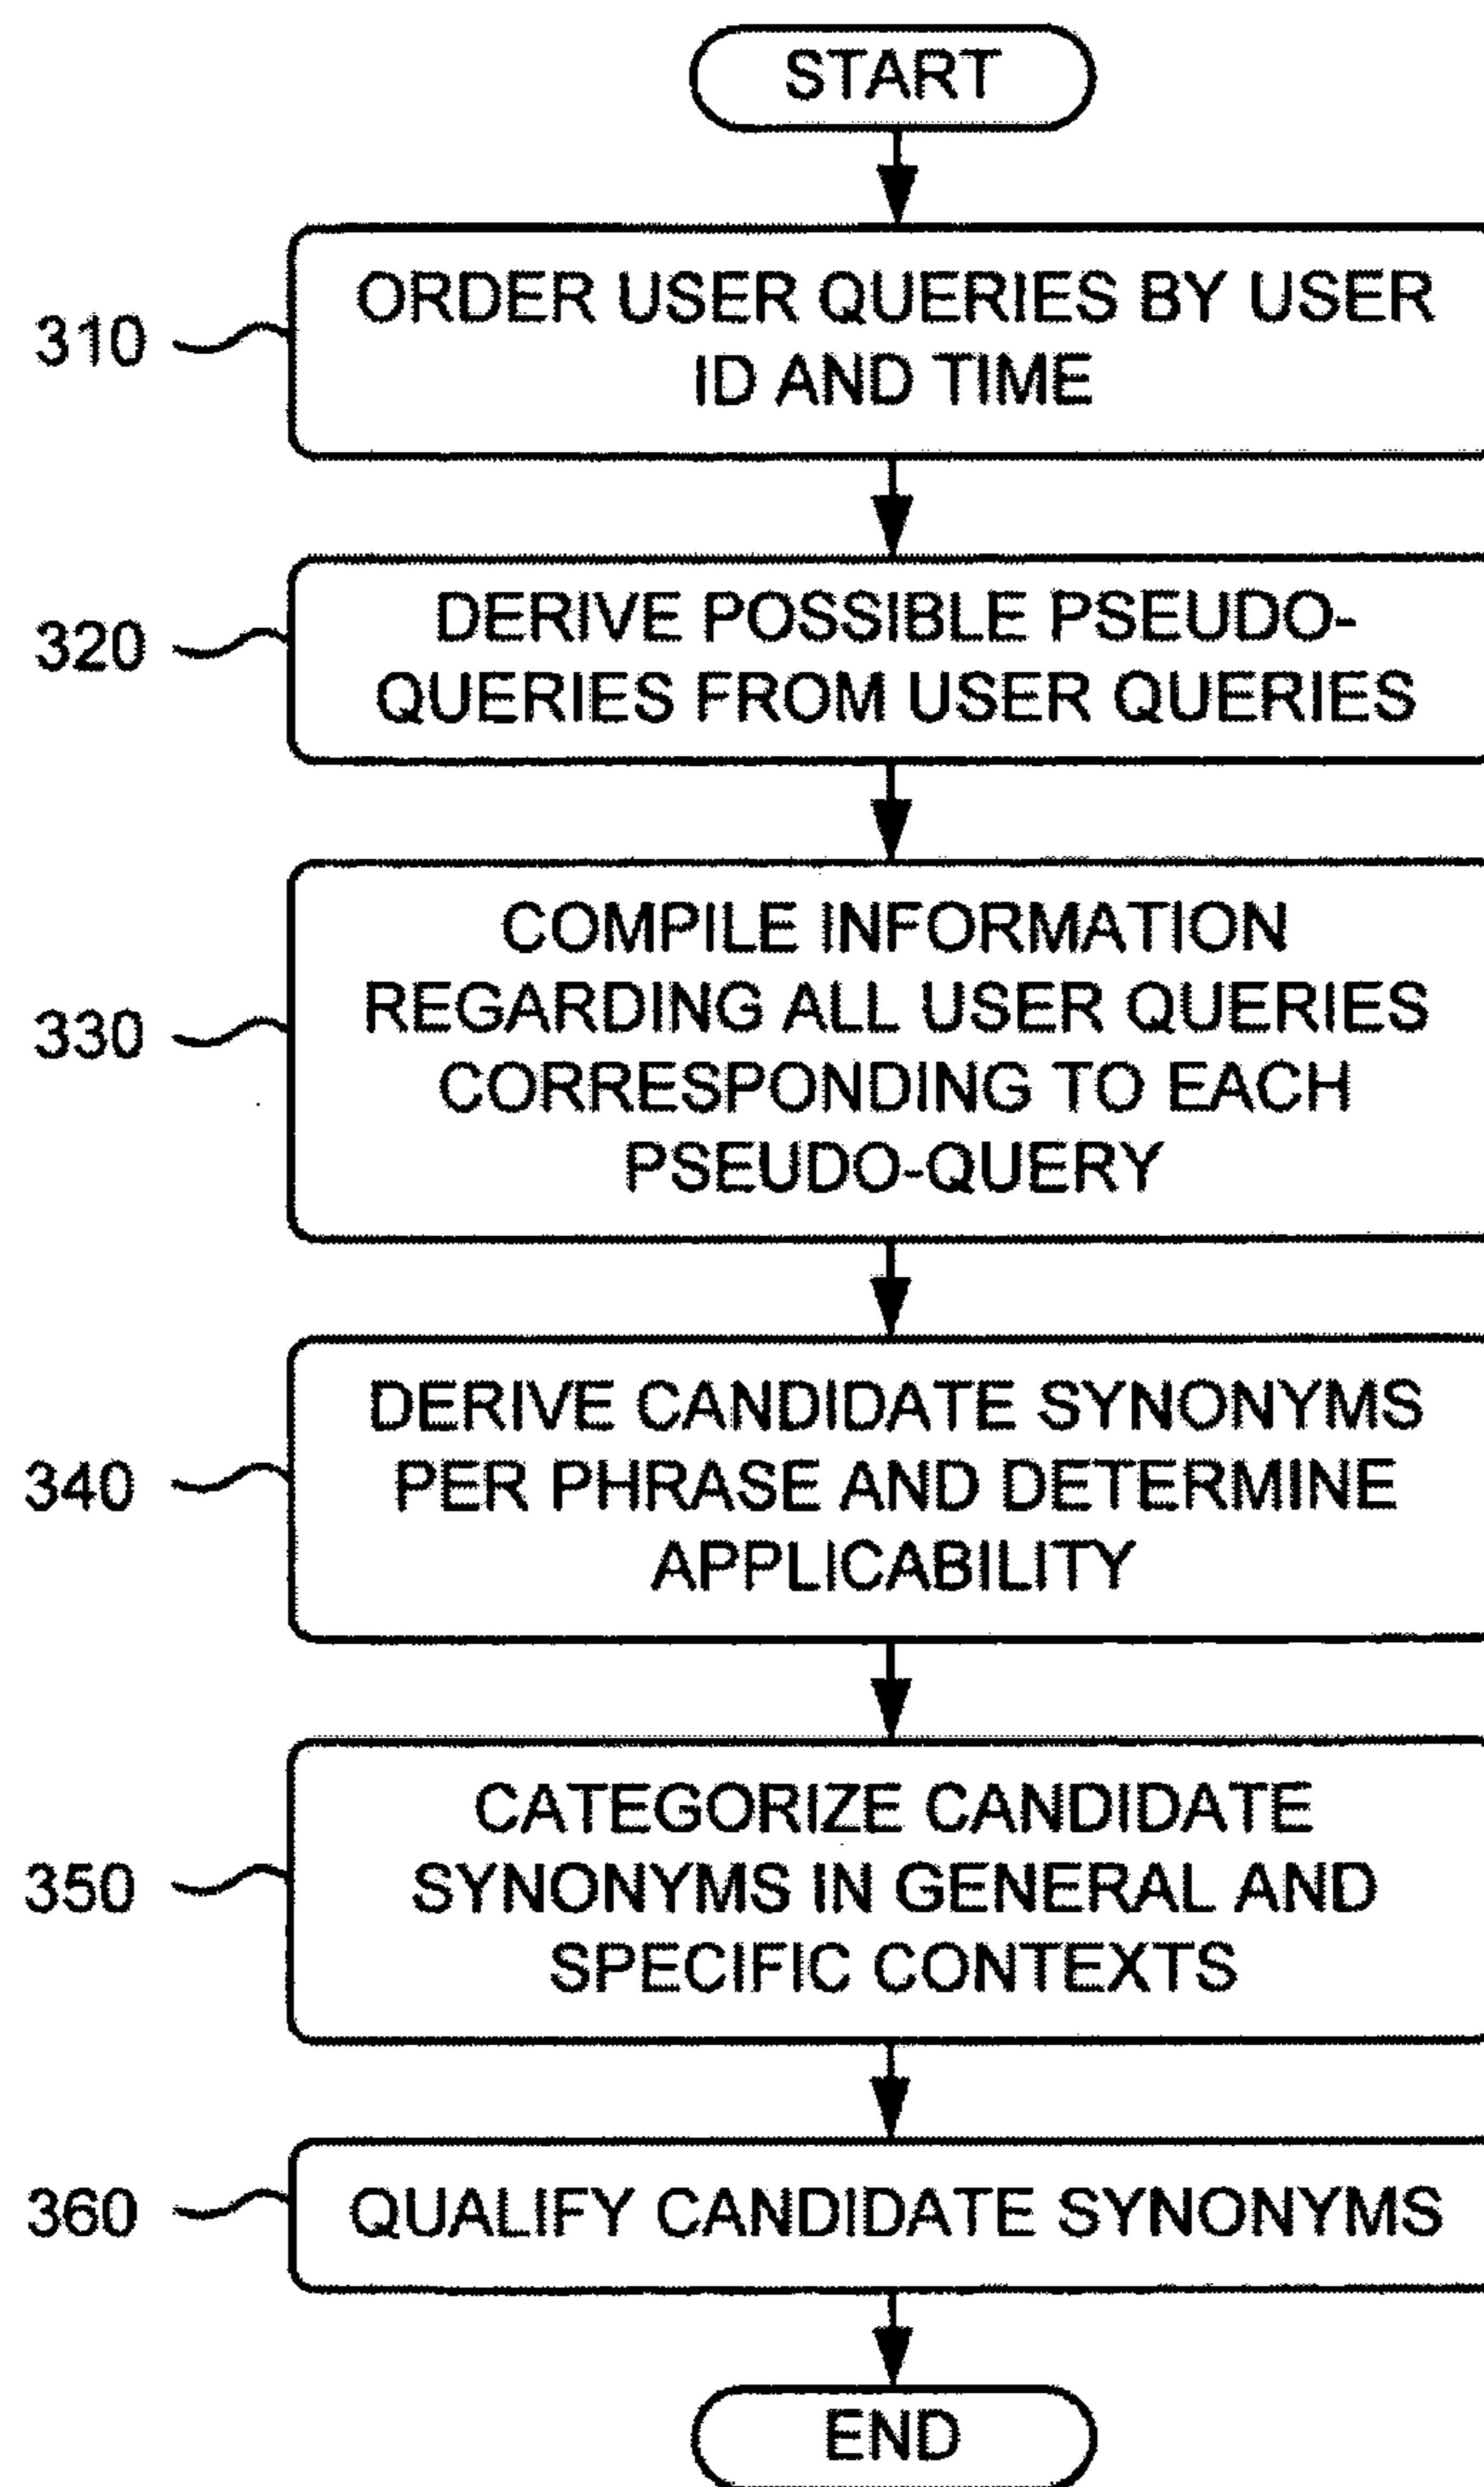 START
310
ORDER USER QUERIES BY USER
ID AND TIME
320
DERIVE POSSIBLE PSEUDO-
QUERIES FROM USER QUERIES
330
COMPILE INFORMATION
REGARDING ALL USER QUERIES
CORRESPONDING TO EACH
PSEUDO-QUERY
340
DERIVE CANDIDATE SYNONYMS
PER PHRASE AND DETERMINE
APPLICABILITY
350
CATEGORIZE CANDIDATE
SYNONYMS IN GENERAL AND
SPECIFIC CONTEXTS
360
QUALIFY CANDIDATE SYNONYMS
END